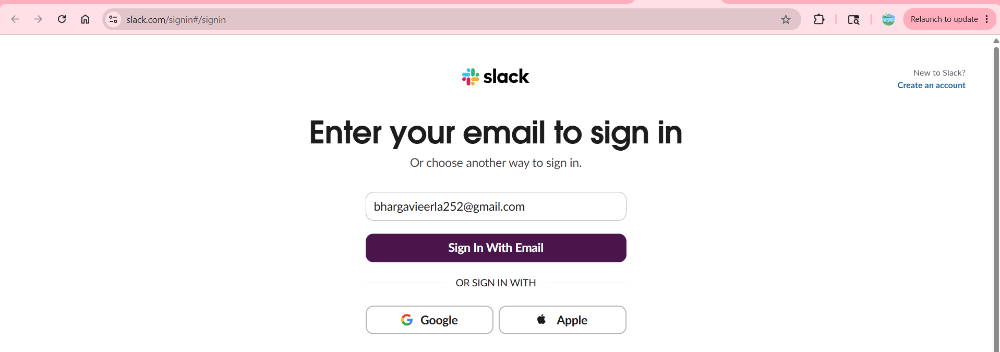 slack.com/signin#/signin
Relaunch to update
slack
New to Slack?
Create an account
Enter your email to sign in
Or choose another way to sign in.
bhargavieerla252@gmail.com
Sign In With Email
OR SIGN IN WITH
Google
Apple